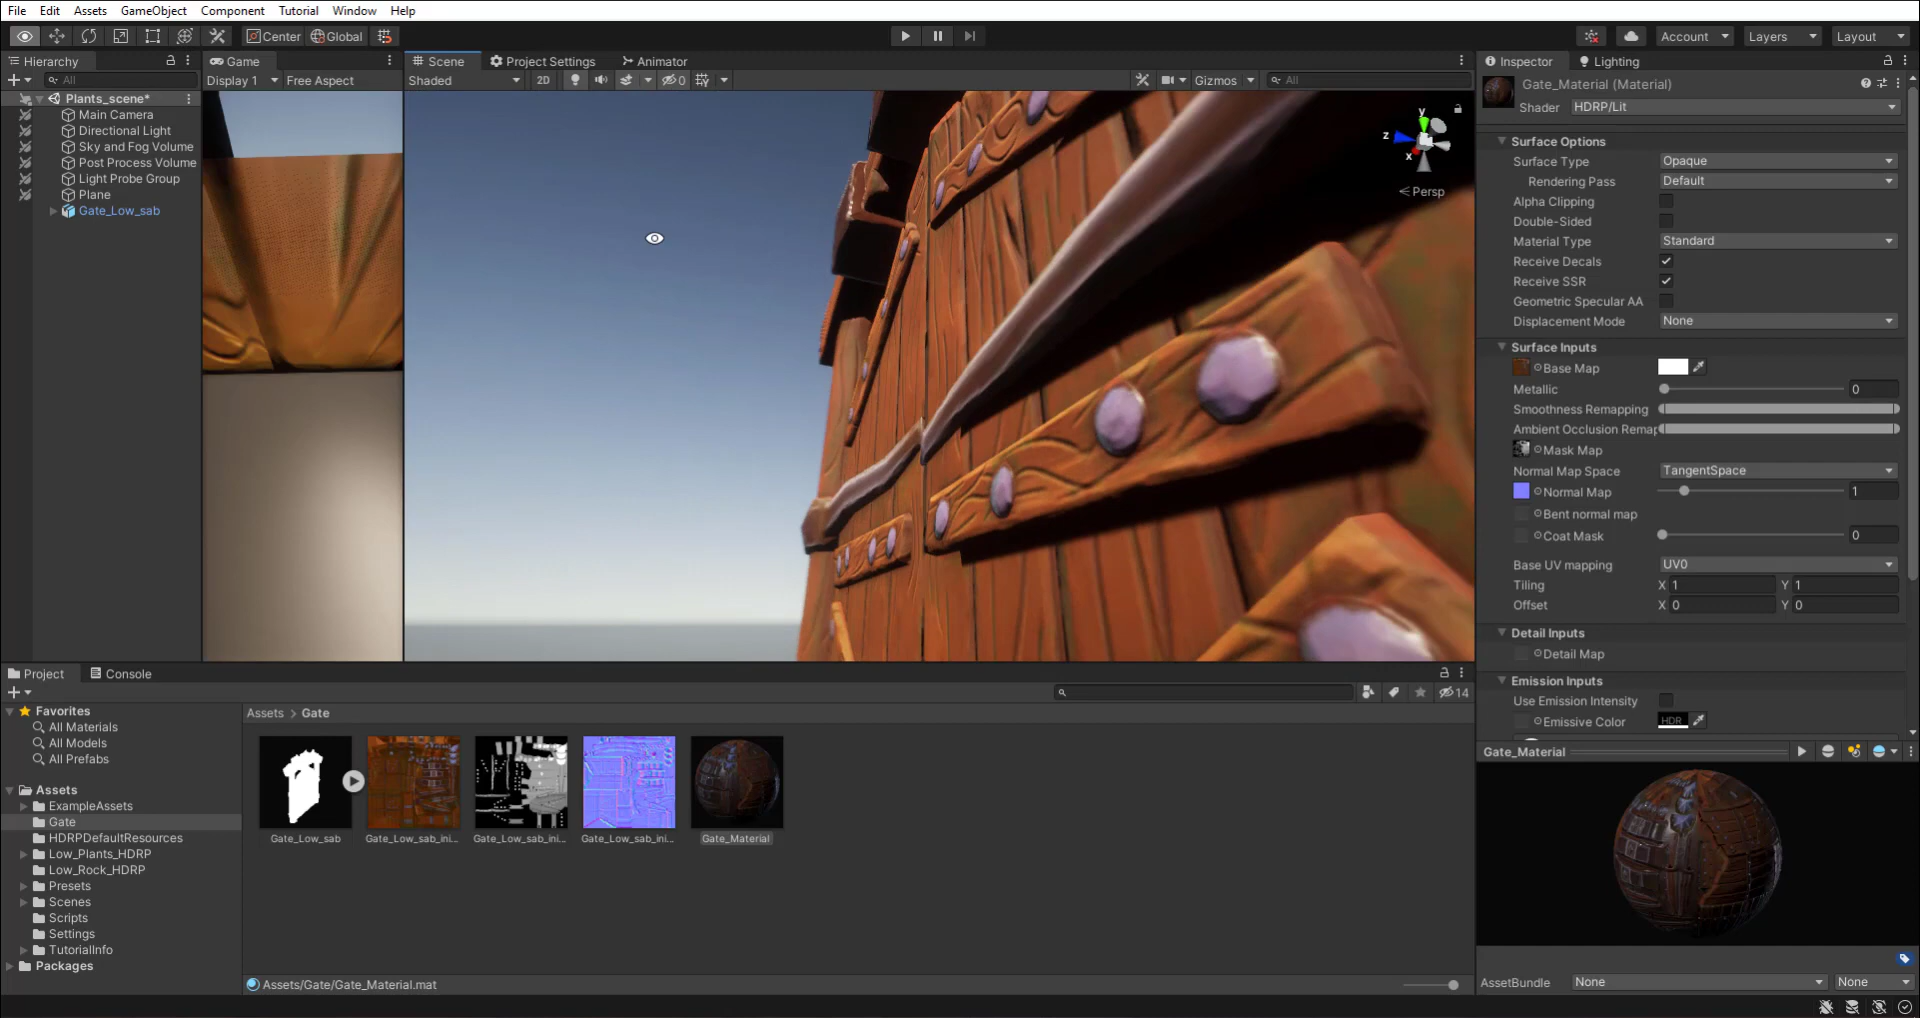 File Edit Assets GameObject Component Tutorial Window Help
Center Global Account Layers Layout
Hierarchy
All
Plants_scene*
Main Camera
Directional Light
Sky and Fog Volume
Post Process Volume
Light Probe Group
Plane
Gate_Low_sab
Game
Display 1 Free Aspect
Scene Project Settings Animator
Shaded 2D 0 Gizmos All
y
z
x
Persp
Inspector Lighting
Gate_Material (Material)
Shader HDRP/Lit
Surface Options
Surface Type Opaque
Rendering Pass Default
Alpha Clipping
Double-Sided
Material Type Standard
Receive Decals
Receive SSR
Geometric Specular AA
Displacement Mode None
Surface Inputs
Base Map
Metallic 0
Smoothness Remapping
Ambient Occlusion Remap
Mask Map
Normal Map Space TangentSpace
Normal Map 1
Bent normal map
Coat Mask 0
Base UV mapping UV0
Tiling X 1 Y 1
Offset X 0 Y 0
Detail Inputs
Detail Map
Emission Inputs
Use Emission Intensity
Emissive Color HDR
Gate_Material
AssetBundle None None
Project Console
14
Favorites
All Materials
All Models
All Prefabs
Assets
ExampleAssets
Gate
HDRPDefaultResources
Low_Plants_HDRP
Low_Rock_HDRP
Presets
Scenes
Scripts
Settings
TutorialInfo
Packages
Assets > Gate
Gate_Low_sab Gate_Low_sab_ini... Gate_Low_sab_ini... Gate_Low_sab_ini... Gate_Material
Assets/Gate/Gate_Material.mat